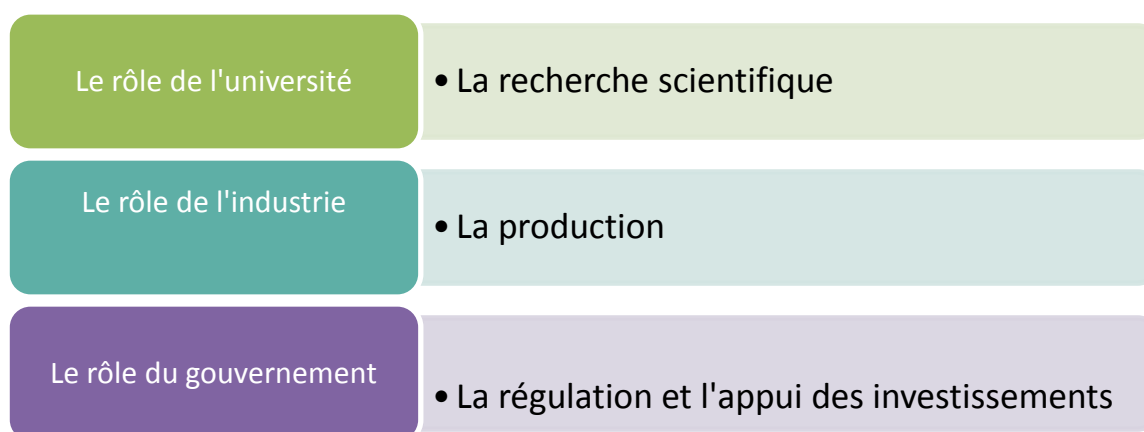 Le rôle de l'université
• La recherche scientifique
Le rôle de l'industrie
• La production
Le rôle du gouvernement
• La régulation et l'appui des investissements